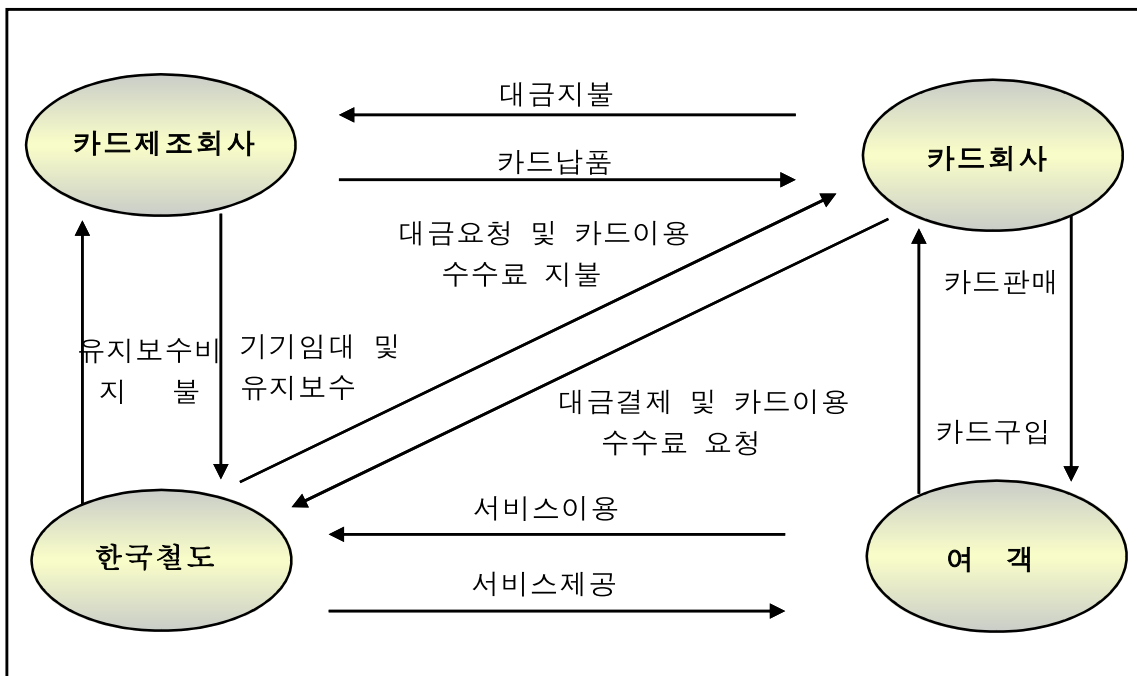 대금지불
카드제조회사
카드회사
카드납품
대금요청 및 카드이용
수수료 지불
카드판매
유지보수비
지 불
기기임대 및
유지보수
대금결제 및 카드이용
수수료 요청
카드구입
서비스이용
한국철도
여 객
서비스제공